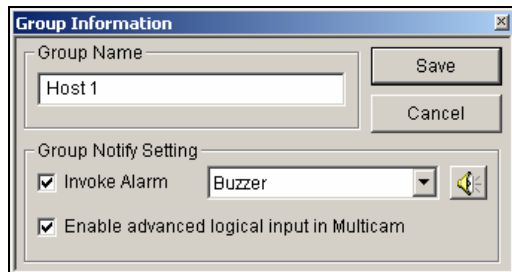 Group Information
Group Name
Host 1
Save
Cancel
Group Notify Setting
Invoke Alarm
Buzzer
Enable advanced logical input in Multicam